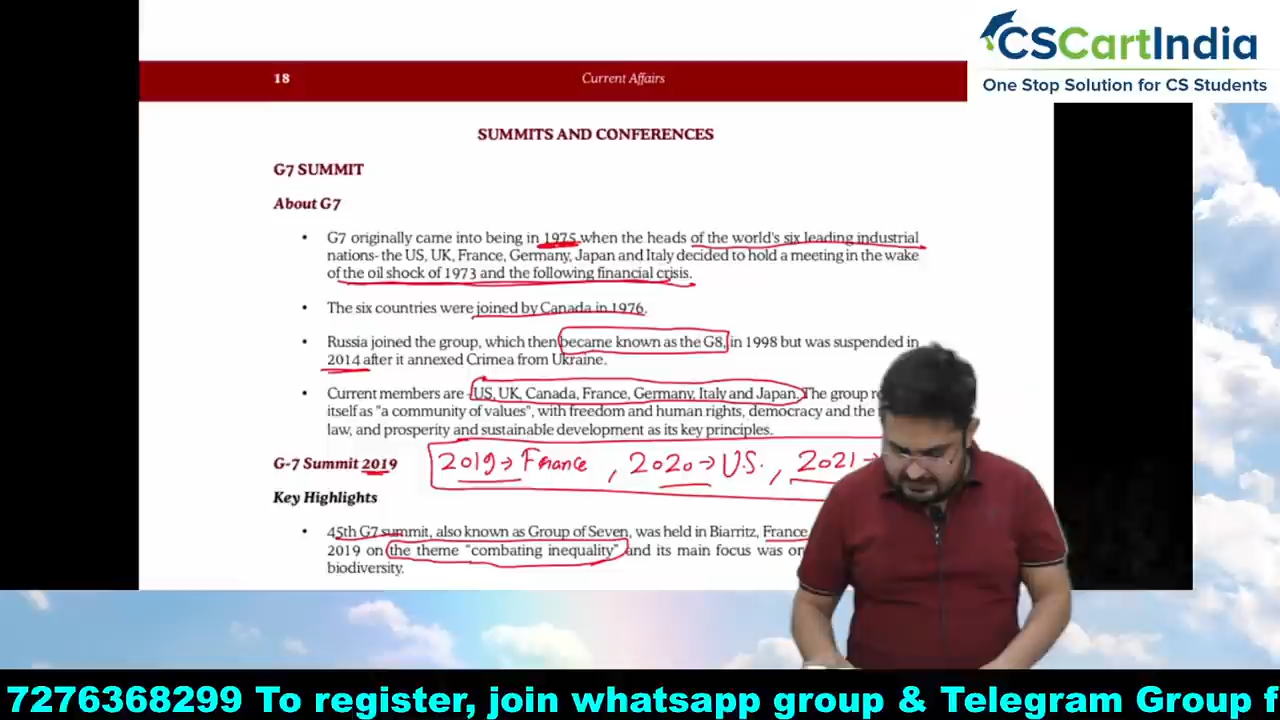 CSCartIndia
One Stop Solution for CS Students
18 Current Affairs
SUMMITS AND CONFERENCES
G7 SUMMIT
About G7
• G7 originally came into being in 1975 when the heads of the world's six leading industrial
nations- the US, UK, France, Germany, Japan and Italy decided to hold a meeting in the wake
of the oil shock of 1973 and the following financial crisis.
• The six countries were joined by Canada in 1976.
• Russia joined the group, which then became known as the G8, in 1998 but was suspended in
2014 after it annexed Crimea from Ukraine.
• Current members are - US, UK, Canada, France, Germany, Italy and Japan. The group
itself as "a community of values", with freedom and human rights, democracy and the
law, and prosperity and sustainable development as its key principles.
G-7 Summit 2019 2019→ France , 2020→ U.S. , 2021→
Key Highlights
• 45th G7 summit, also known as Group of Seven, was held in Biarritz, France
2019 on the theme "combating inequality" and its main focus was on
biodiversity.
7276368299 To register, join whatsapp group & Telegram Group f